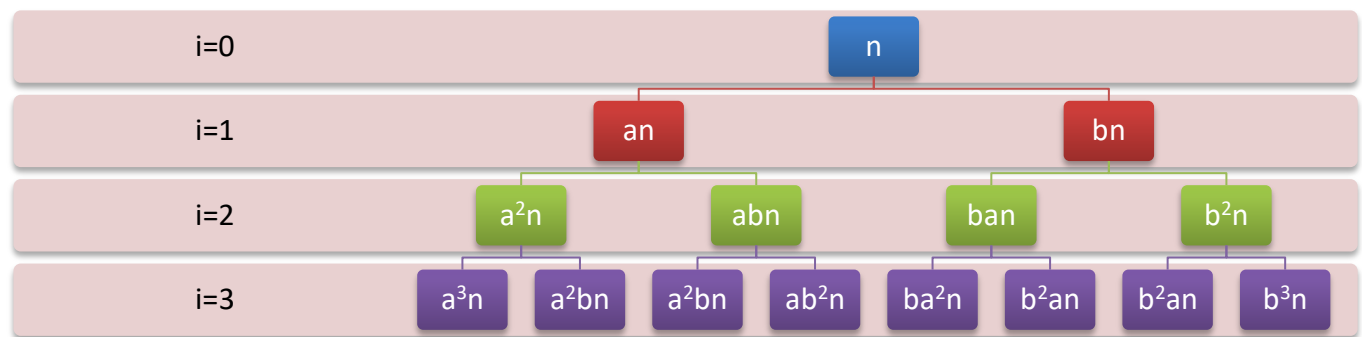 i=0 n
i=1 an bn
i=2 a²n abn ban b²n
i=3 a³n a²bn a²bn ab²n ba²n b²an b²an b³n